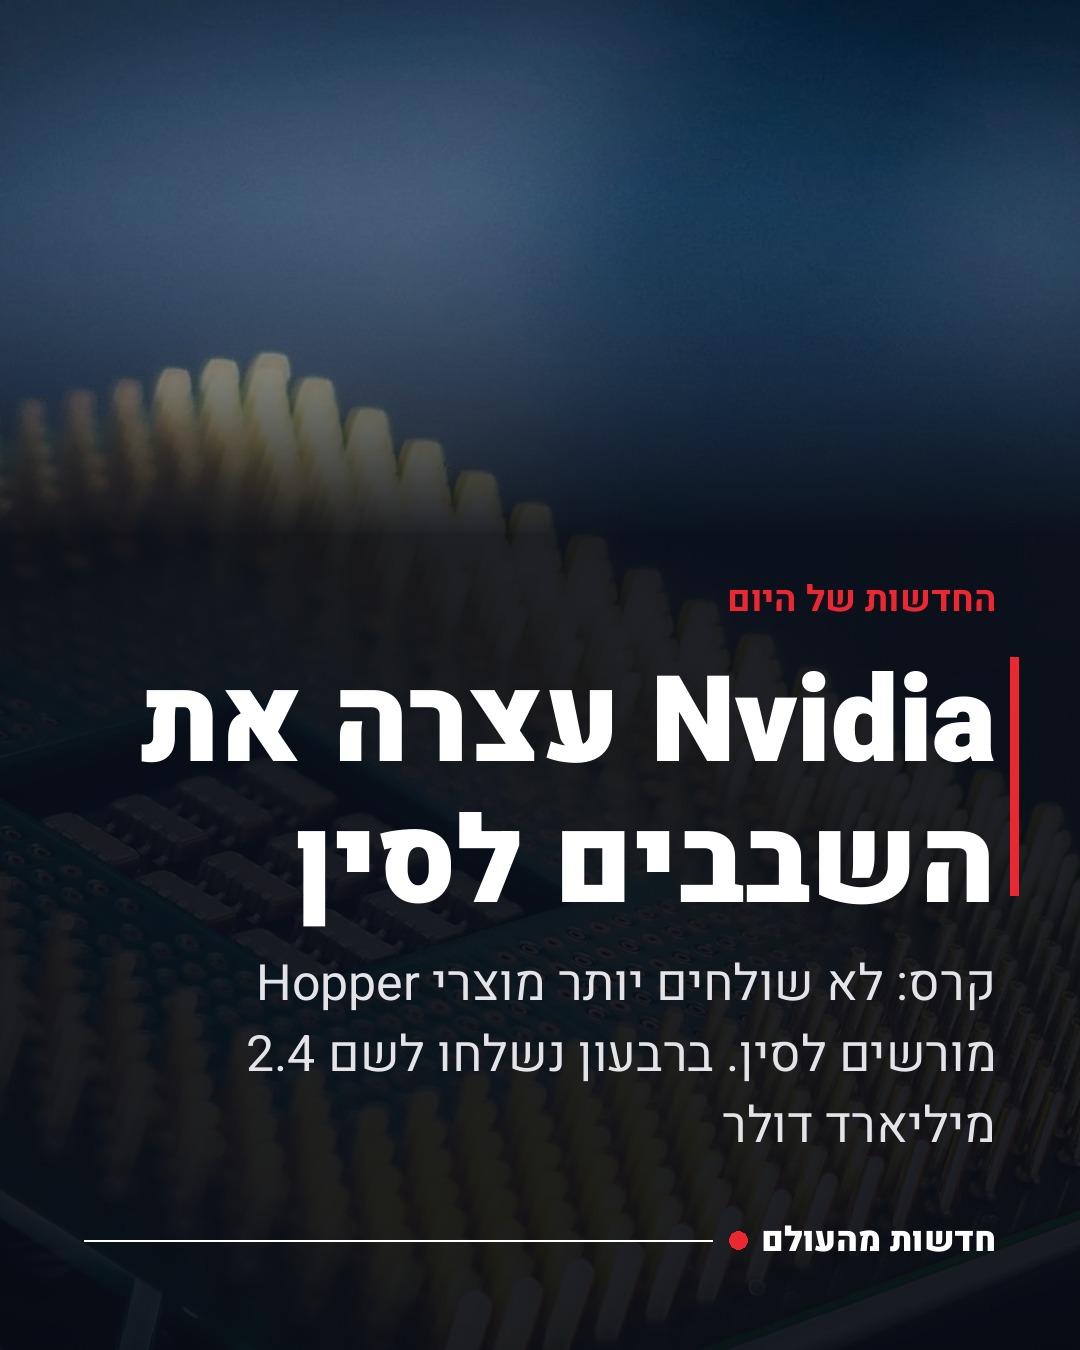 החדשות של היום
Nvidia עצרה את
השבבים לסין
קרס: לא שולחים יותר מוצרי Hopper
מורשים לסין. ברבעון נשלחו לשם 2.4
מיליארד דולר
חדשות מהעולם